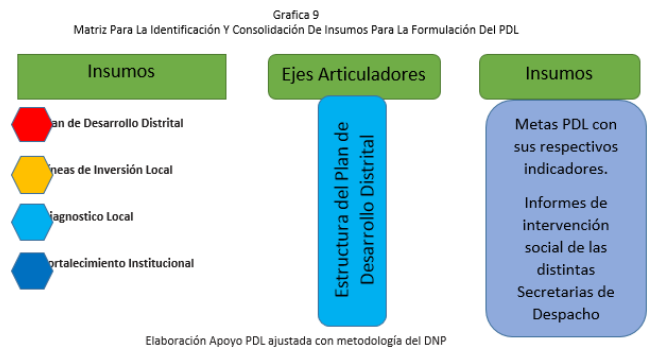 Grafica 9
Matriz Para La Identificación Y Consolidación De Insumos Para La Formulación Del PDL
Insumos
an de Desarrollo Distrital
neas de Inversión Local
iagnostico Local
ortalecimiento Institucional
Ejes Articuladores
Estructura del Plan de
Desarrollo Distrital
Insumos
Metas PDL con
sus respectivos
indicadores.
Informes de
intervención
social de las
distintas
Secretarias de
Despacho
Elaboración Apoyo PDL ajustada con metodología del DNP